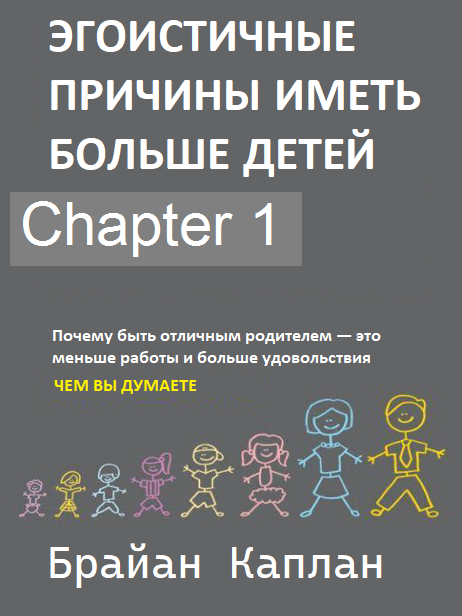 ЭГОИСТИЧНЫЕ
ПРИЧИНЫ ИМЕТЬ
БОЛЬШЕ ДЕТЕЙ
Chapter 1
Почему быть отличным родителем — это
меньше работы и больше удовольствия
ЧЕМ ВЫ ДУМАЕТЕ
Брайан Каплан